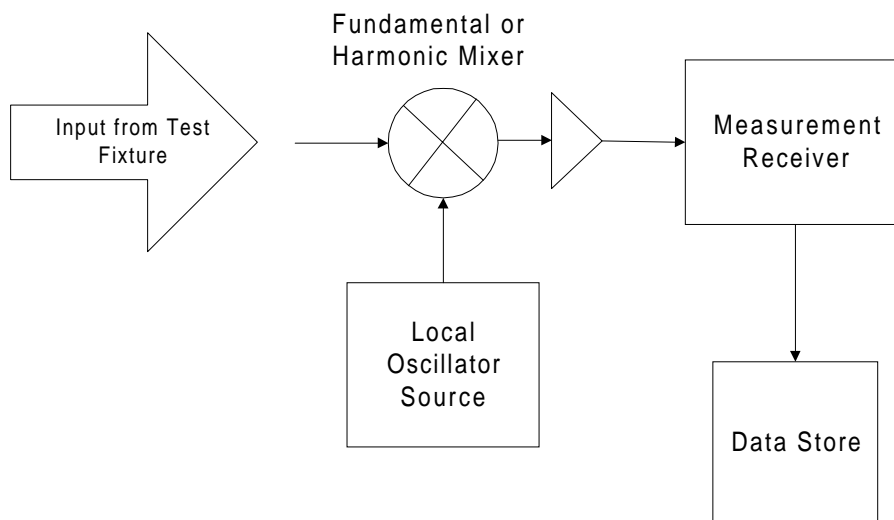 Fundamental or
Harmonic Mixer
Input from Test
Fixture
Measurement
Receiver
Local
Oscillator
Source
Data Store